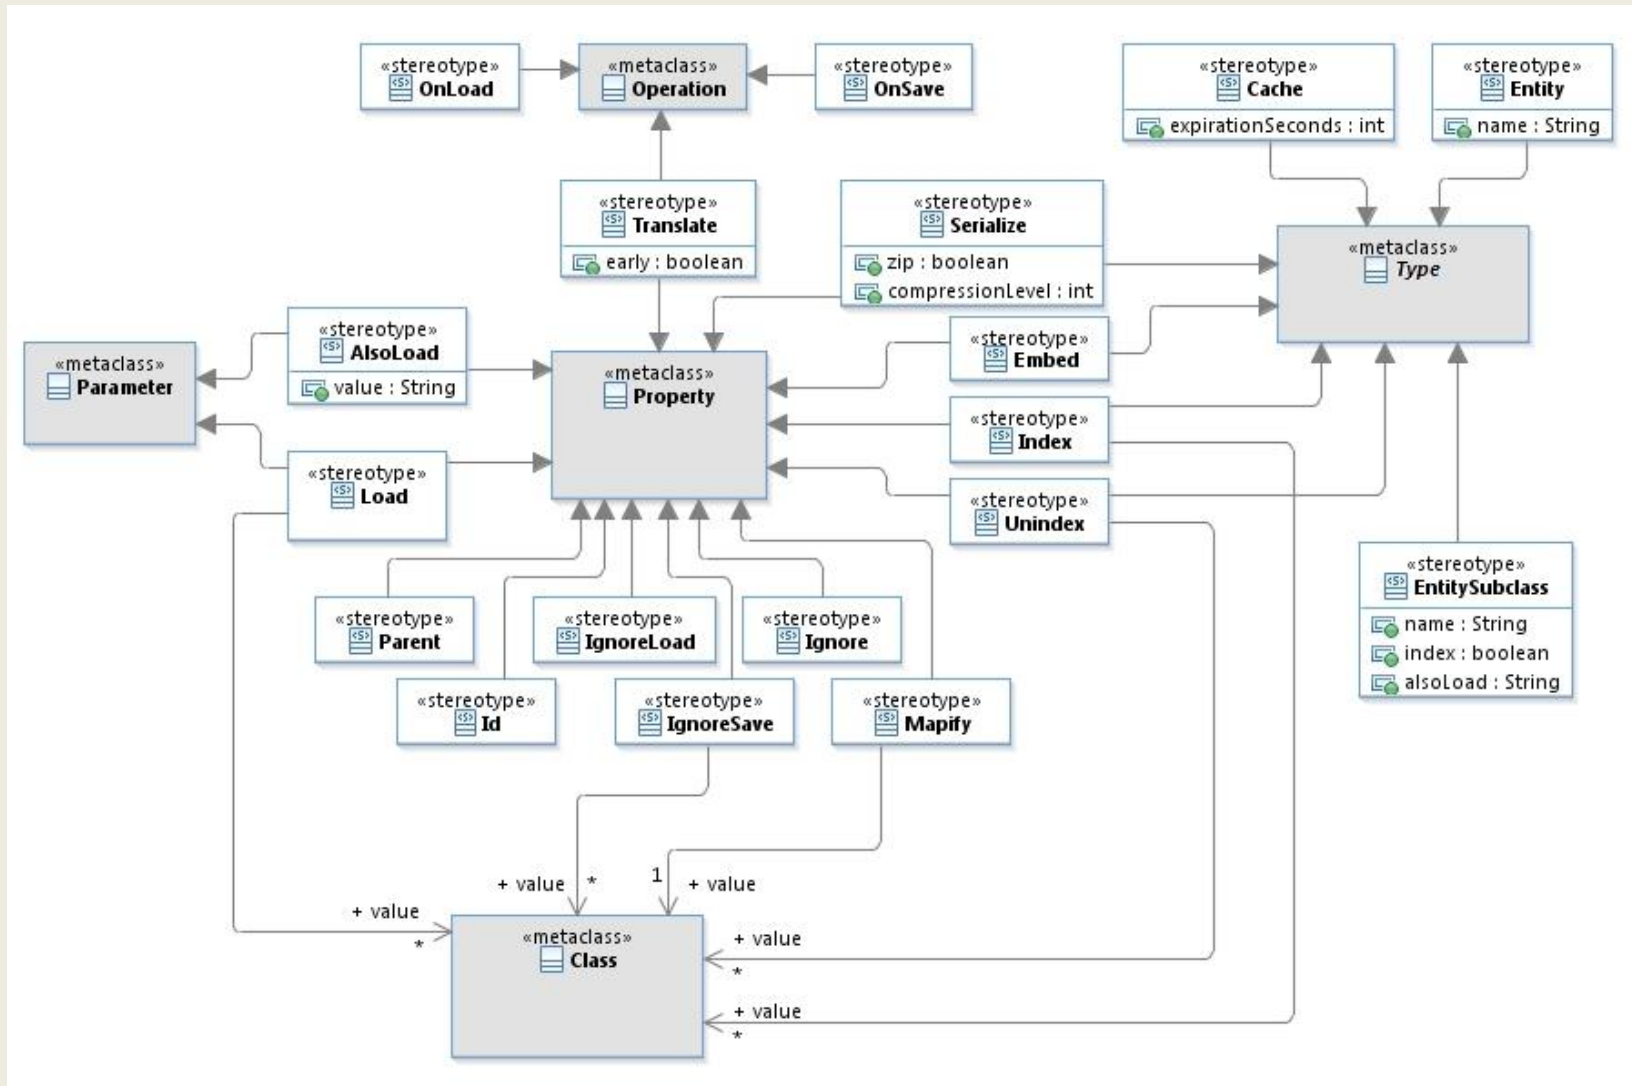 «stereotype»
OnLoad
«metaclass»
Operation
«stereotype»
OnSave
«stereotype»
Cache
expirationSeconds : int
«stereotype»
Entity
name : String
«stereotype»
Translate
early : boolean
«stereotype»
Serialize
zip : boolean
compressionLevel : int
«metaclass»
Type
«stereotype»
AlsoLoad
value : String
«metaclass»
Parameter
«metaclass»
Property
«stereotype»
Embed
«stereotype»
Index
«stereotype»
Load
«stereotype»
Unindex
«stereotype»
EntitySubclass
name : String
index : boolean
alsoLoad : String
«stereotype»
Parent
«stereotype»
IgnoreLoad
«stereotype»
Ignore
«stereotype»
Id
«stereotype»
IgnoreSave
«stereotype»
Mapify
+ value
*
1
+ value
+ value
*
«metaclass»
Class
+ value
*
+ value
*